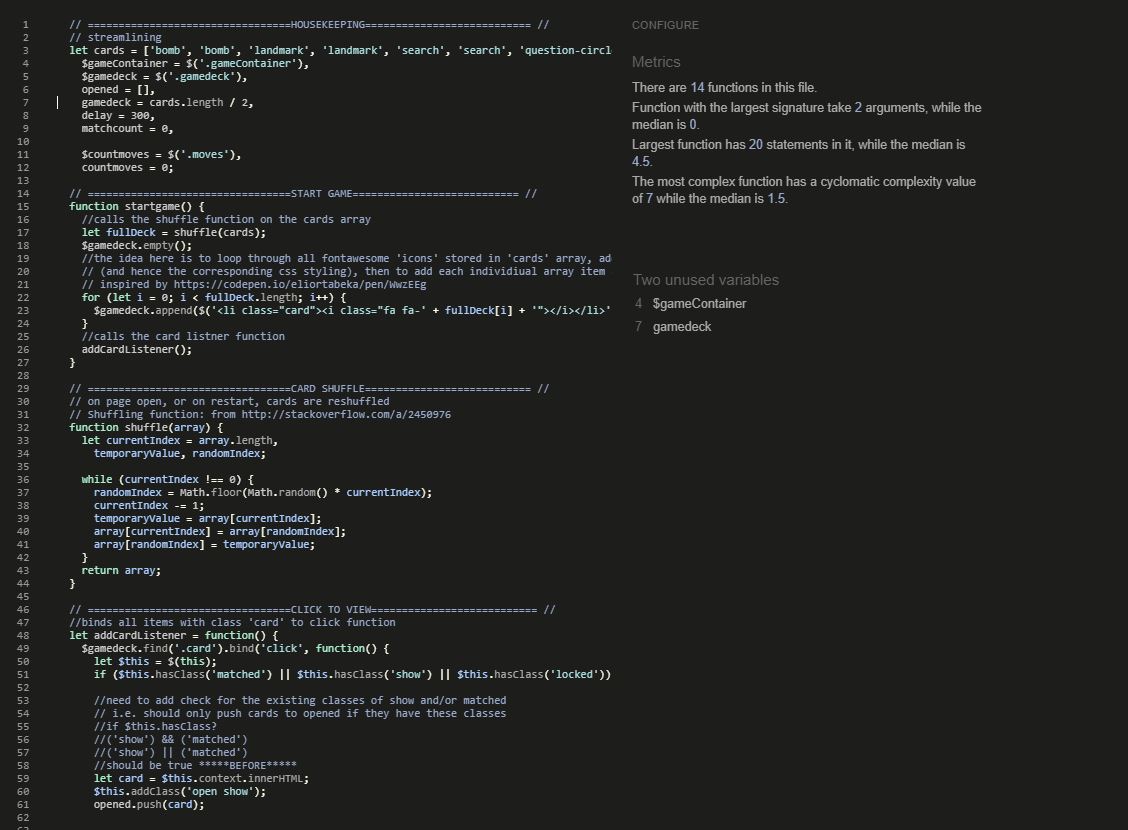 1 // =================================HOUSEKEEPING=========================== //
2 // streamlining
3 let cards = ['bomb', 'bomb', 'landmark', 'landmark', 'search', 'search', 'question-circl
4 $gameContainer = $('.gameContainer'),
5 $gamedeck = $('.gamedeck'),
6 opened = [],
7 gamedeck = cards.length / 2,
8 delay = 300,
9 matchcount = 0,
10
11 $countmoves = $('.moves'),
12 countmoves = 0;
13
14 // =================================START GAME=========================== //
15 function startgame() {
16 //calls the shuffle function on the cards array
17 let fullDeck = shuffle(cards);
18 $gamedeck.empty();
19 //the idea here is to loop through all fontawesome 'icons' stored in 'cards' array, ad
20 // (and hence the corresponding css styling), then to add each individiual array item
21 // inspired by https://codepen.io/eliortabeka/pen/WwzEEg
22 for (let i = 0; i < fullDeck.length; i++) {
23 $gamedeck.append($('<li class="card"><i class="fa fa-' + fullDeck[i] + '"></i></li>'
24 }
25 //calls the card listner function
26 addCardListener();
27 }
28
29 // =================================CARD SHUFFLE=========================== //
30 // on page open, or on restart, cards are reshuffled
31 // Shuffling function: from http://stackoverflow.com/a/2450976
32 function shuffle(array) {
33 let currentIndex = array.length,
34 temporaryValue, randomIndex;
35
36 while (currentIndex !== 0) {
37 randomIndex = Math.floor(Math.random() * currentIndex);
38 currentIndex -= 1;
39 temporaryValue = array[currentIndex];
40 array[currentIndex] = array[randomIndex];
41 array[randomIndex] = temporaryValue;
42 }
43 return array;
44 }
45
46 // =================================CLICK TO VIEW=========================== //
47 //binds all items with class 'card' to click function
48 let addCardListener = function() {
49 $gamedeck.find('.card').bind('click', function() {
50 let $this = $(this);
51 if ($this.hasClass('matched') || $this.hasClass('show') || $this.hasClass('locked'))
52
53 //need to add check for the existing classes of show and/or matched
54 // i.e. should only push cards to opened if they have these classes
55 //if $this.hasClass?
56 //('show') && ('matched')
57 //('show') || ('matched')
58 //should be true *****BEFORE*****
59 let card = $this.context.innerHTML;
60 $this.addClass('open show');
61 opened.push(card);
62
CONFIGURE
Metrics
There are 14 functions in this file.
Function with the largest signature take 2 arguments, while the
median is 0.
Largest function has 20 statements in it, while the median is
4.5.
The most complex function has a cyclomatic complexity value
of 7 while the median is 1.5.
Two unused variables
4 $gameContainer
7 gamedeck